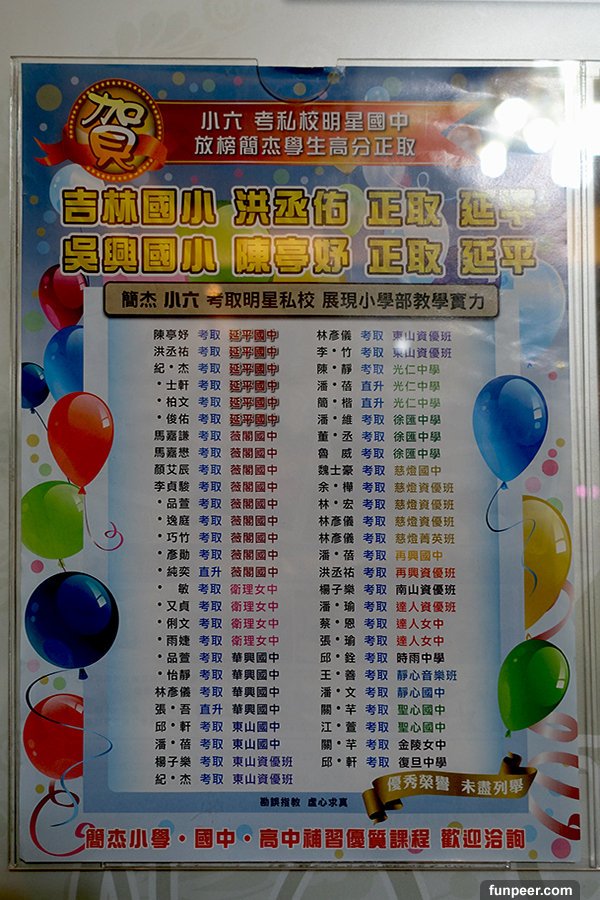 賀
小六 考私校明星國中
放榜簡杰學生高分正取
吉林國小 洪丞佑 正取 延平
吳興國小 陳亭妤 正取 延平
簡杰 小六 考取明星私校 展現小學部教學實力
陳亭妤 考取 延平國中
洪丞祐 考取 延平國中
紀•杰 考取 延平國中
•士軒 考取 延平國中
•柏文 考取 延平國中
•俊佑 考取 延平國中
馬嘉謙 考取 薇閣國中
馬嘉懋 考取 薇閣國中
顏艾辰 考取 薇閣國中
李貞駿 考取 薇閣國中
•品萱 考取 薇閣國中
•逸庭 考取 薇閣國中
•巧竹 考取 薇閣國中
•彥勛 考取 薇閣國中
•純奕 直升 薇閣國中
•敏 考取 衛理女中
•又貞 考取 衛理女中
•俐文 考取 衛理女中
•雨婕 考取 衛理女中
•品萱 考取 華興國中
•怡靜 考取 華興國中
林彥儀 考取 華興國中
張•吾 直升 華興國中
邱•軒 考取 東山國中
潘•蓓 考取 東山國中
楊子樂 考取 東山資優班
紀•杰 考取 東山資優班
林彥儀 考取 東山資優班
李•竹 考取 東山資優班
陳•靜 考取 光仁中學
潘•蓓 直升 光仁中學
簡•楷 直升 光仁中學
潘•維 考取 徐匯中學
董•丞 考取 徐匯中學
魯•威 考取 徐匯中學
魏士豪 考取 慈燈國中
余•樺 考取 慈燈資優班
林•宏 考取 慈燈資優班
林彥儀 考取 慈燈資優班
林彥儀 考取 慈燈菁英班
潘•蓓 考取 再興國中
洪丞祐 考取 再興資優班
楊子樂 考取 南山資優班
潘•瑜 考取 達人資優班
蔡•恩 考取 達人女中
張•瑜 考取 達人女中
邱•銓 考取 時雨中學
王•善 考取 靜心音樂班
潘•文 考取 靜心國中
關•芊 考取 聖心國中
江•萱 考取 聖心國中
關•芊 考取 金陵女中
邱•軒 考取 復旦中學
優秀榮譽 未盡列舉
勘誤指教 虛心求真
簡杰小學•國中•高中補習優質課程 歡迎洽詢
funpeer.com